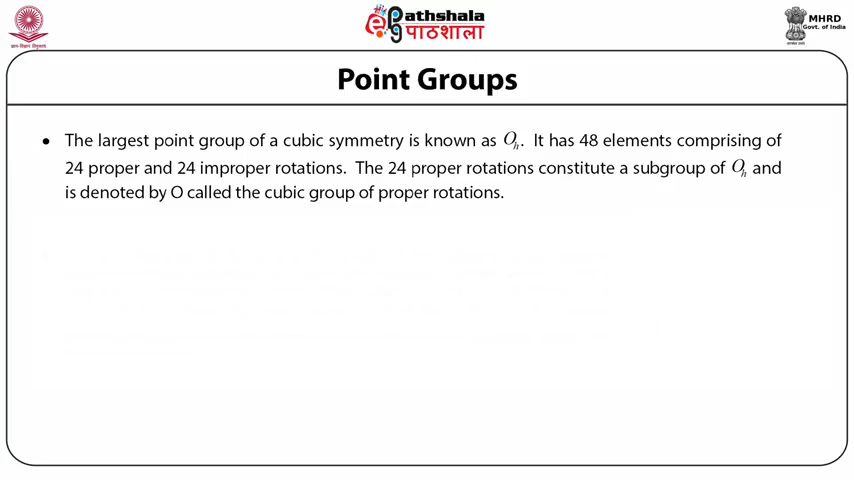 ePGPathshala
पाठशाला
MHRD
Govt. of India
Point Groups
• The largest point group of a cubic symmetry is known as Oₕ. It has 48 elements comprising of
24 proper and 24 improper rotations. The 24 proper rotations constitute a subgroup of Oₕ and
is denoted by O called the cubic group of proper rotations.